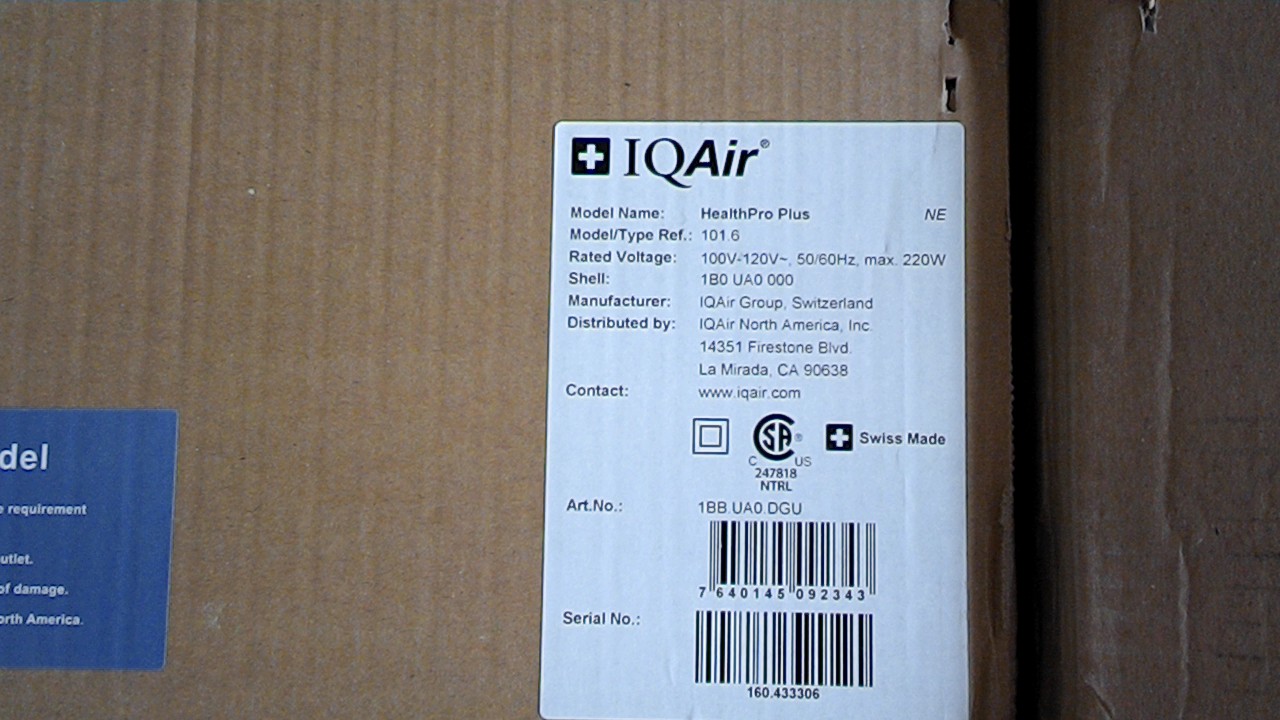 IQAir®
Model Name: HealthPro Plus NE
Model/Type Ref.: 101.6
Rated Voltage: 100V-120V~, 50/60Hz, max. 220W
Shell: 1B0 UA0 000
Manufacturer: IQAir Group, Switzerland
Distributed by: IQAir North America, Inc.
14351 Firestone Blvd.
La Mirada, CA 90638
Contact: www.iqair.com
SA®
C US
Swiss Made
247818
NTRL
Art.No.: 1BB.UA0.DGU
7 640145 092343
Serial No.:
160.433306
del
requirement
utlet.
of damage.
orth America.